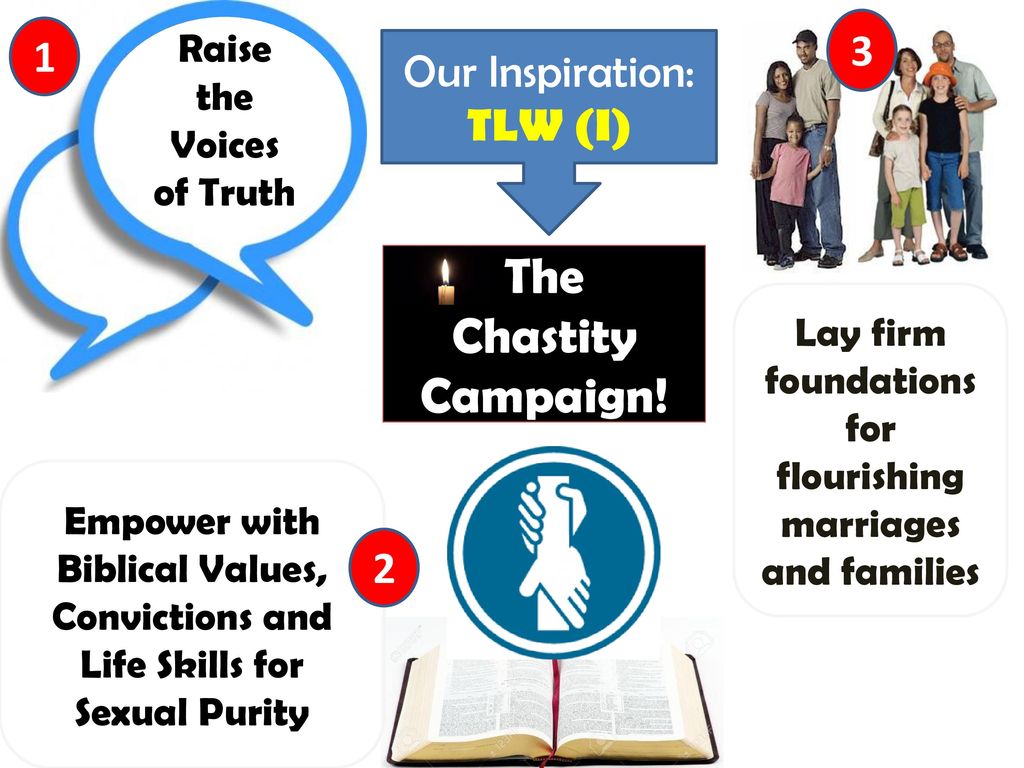 1
Raise
the
Voices
of Truth
Our Inspiration:
TLW (I)
3
The
Chastity
Campaign!
Lay firm
foundations
for
flourishing
marriages
and families
2
Empower with
Biblical Values,
Convictions and
Life Skills for
Sexual Purity